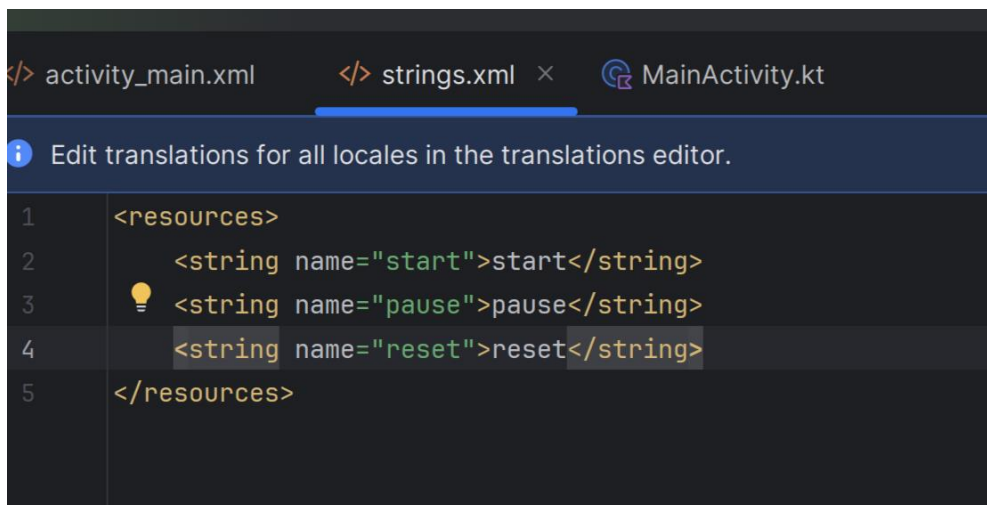 </> activity_main.xml </> strings.xml × MainActivity.kt
Edit translations for all locales in the translations editor.
1 <resources>
2 <string name="start">start</string>
3 <string name="pause">pause</string>
4 <string name="reset">reset</string>
5 </resources>